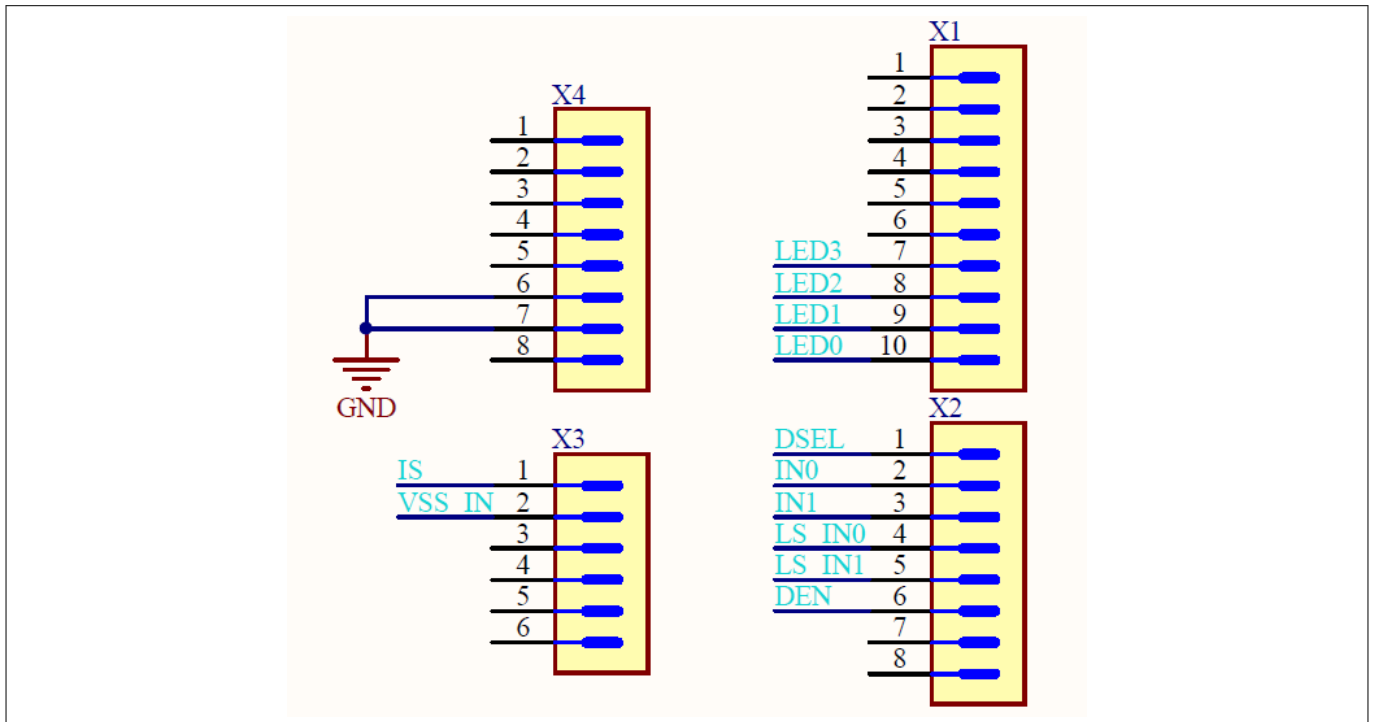 X4
1
2
3
4
5
6
7
8
GND
X1
1
2
3
4
5
6
LED3 7
LED2 8
LED1 9
LED0 10
X3
IS 1
VSS_IN 2
3
4
5
6
X2
DSEL 1
IN0 2
IN1 3
LS_IN0 4
LS_IN1 5
DEN 6
7
8